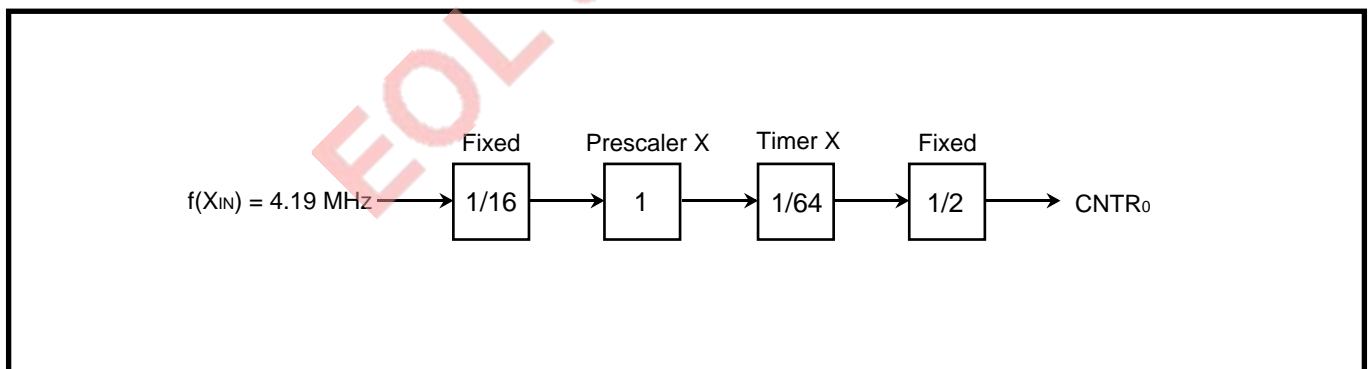 EOL
Fixed Prescaler X Timer X Fixed
f(XIN) = 4.19 MHz 1/16 1 1/64 1/2 CNTR0